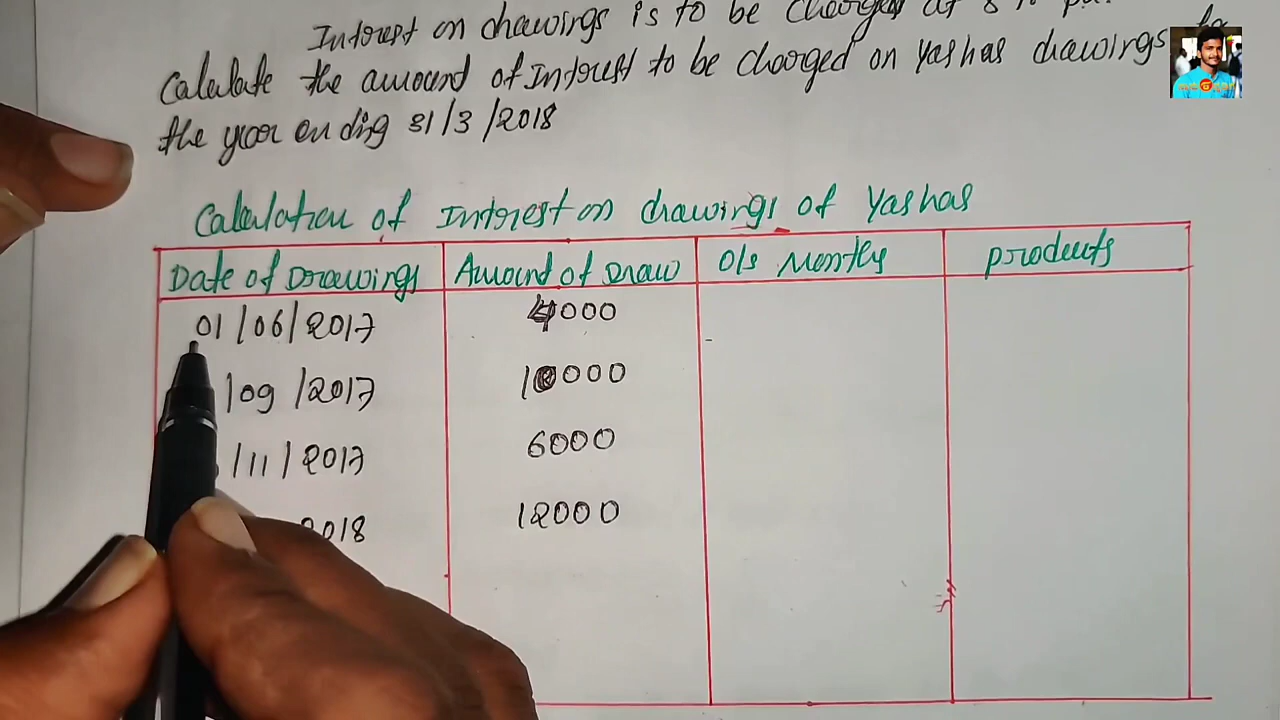 Interest on drawings is to be charged at 8 % p.a.
Calculate the amount of Interest to be charged on Yashas drawings for
the year ending 31/3/2018
Calculation of Interest on drawings of Yashas
Date of Drawings Amount of Draw O/s Months products
01/06/2017 4000
/09/2017 10000
/11/2017 6000
2018 12000